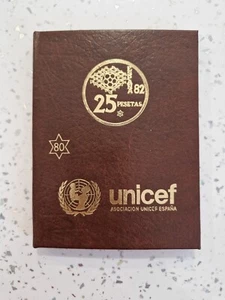 82
25
PESETAS
80
unicef
ASOCIACION UNICEF ESPAÑA